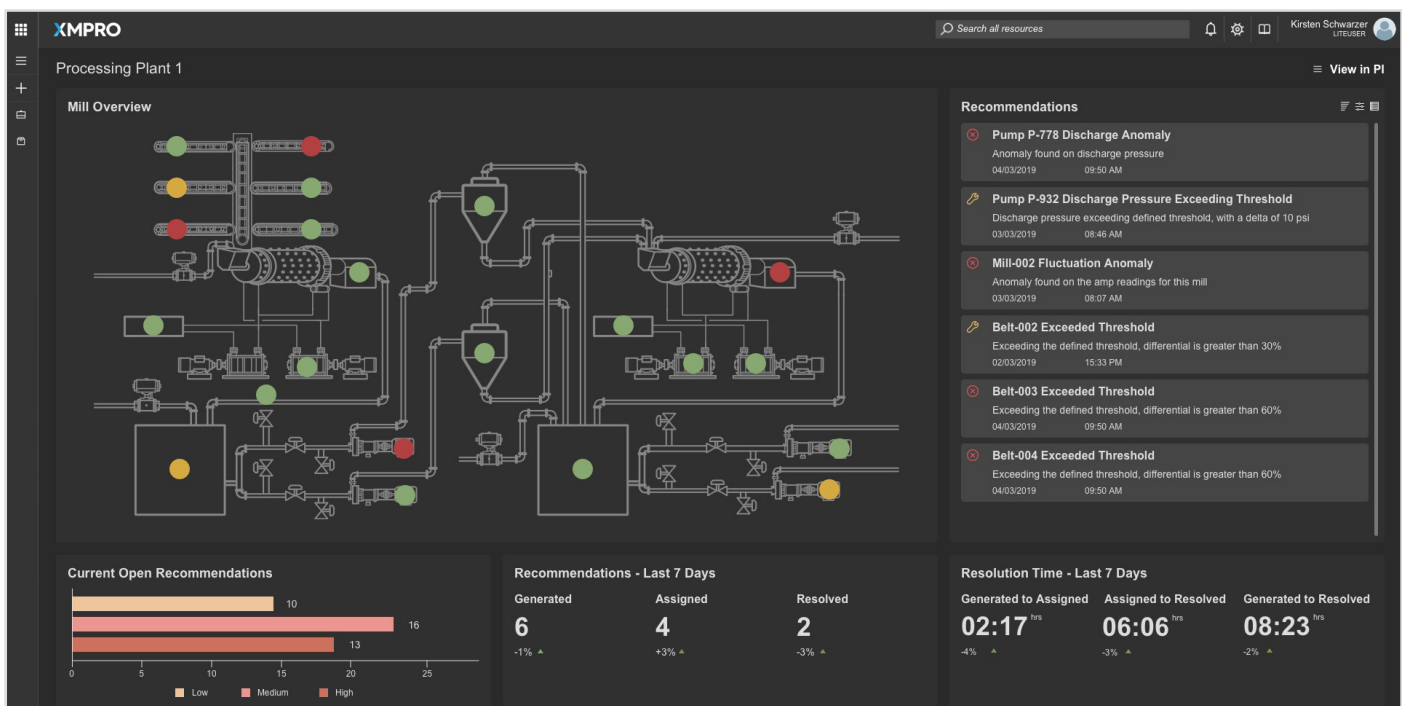 XMPRO
Search all resources
Kirsten Schwarzer
LITEUSER
Processing Plant 1
View in PI
Mill Overview
Recommendations
Pump P-778 Discharge Anomaly
Anomaly found on discharge pressure
04/03/2019 09:50 AM
Pump P-932 Discharge Pressure Exceeding Threshold
Discharge pressure exceeding defined threshold, with a delta of 10 psi
03/03/2019 08:46 AM
Mill-002 Fluctuation Anomaly
Anomaly found on the amp readings for this mill
03/03/2019 08:07 AM
Belt-002 Exceeded Threshold
Exceeding the defined threshold, differential is greater than 30%
02/03/2019 15:33 PM
Belt-003 Exceeded Threshold
Exceeding the defined threshold, differential is greater than 60%
04/03/2019 09:50 AM
Belt-004 Exceeded Threshold
Exceeding the defined threshold, differential is greater than 60%
04/03/2019 09:50 AM
Current Open Recommendations
10
16
13
0 5 10 15 20 25
Low Medium High
Recommendations - Last 7 Days
Generated Assigned Resolved
6 4 2
-1% +3% -3%
Resolution Time - Last 7 Days
Generated to Assigned Assigned to Resolved Generated to Resolved
02:17 hrs 06:06 hrs 08:23 hrs
-4% -3% -2%